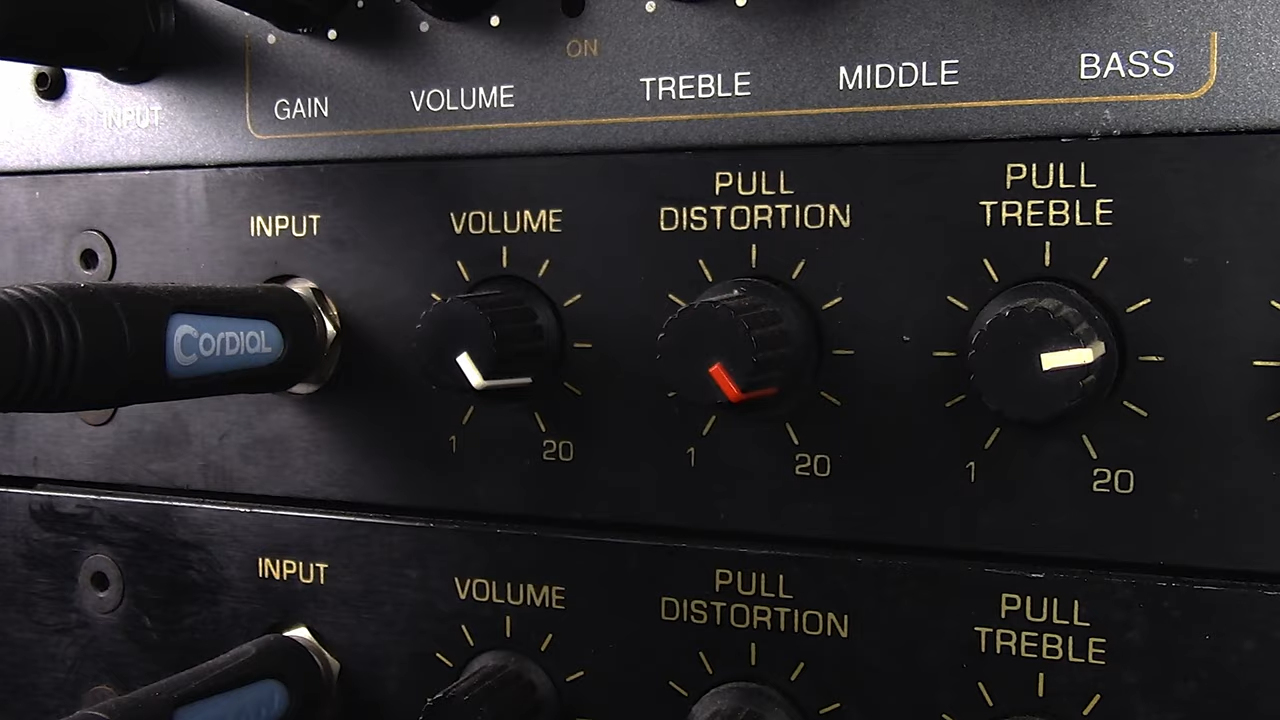 ON
GAIN VOLUME TREBLE MIDDLE BASS
INPUT
INPUT VOLUME PULL DISTORTION PULL TREBLE
CORDIAL
1 20 1 20 1 20
INPUT VOLUME PULL DISTORTION PULL TREBLE